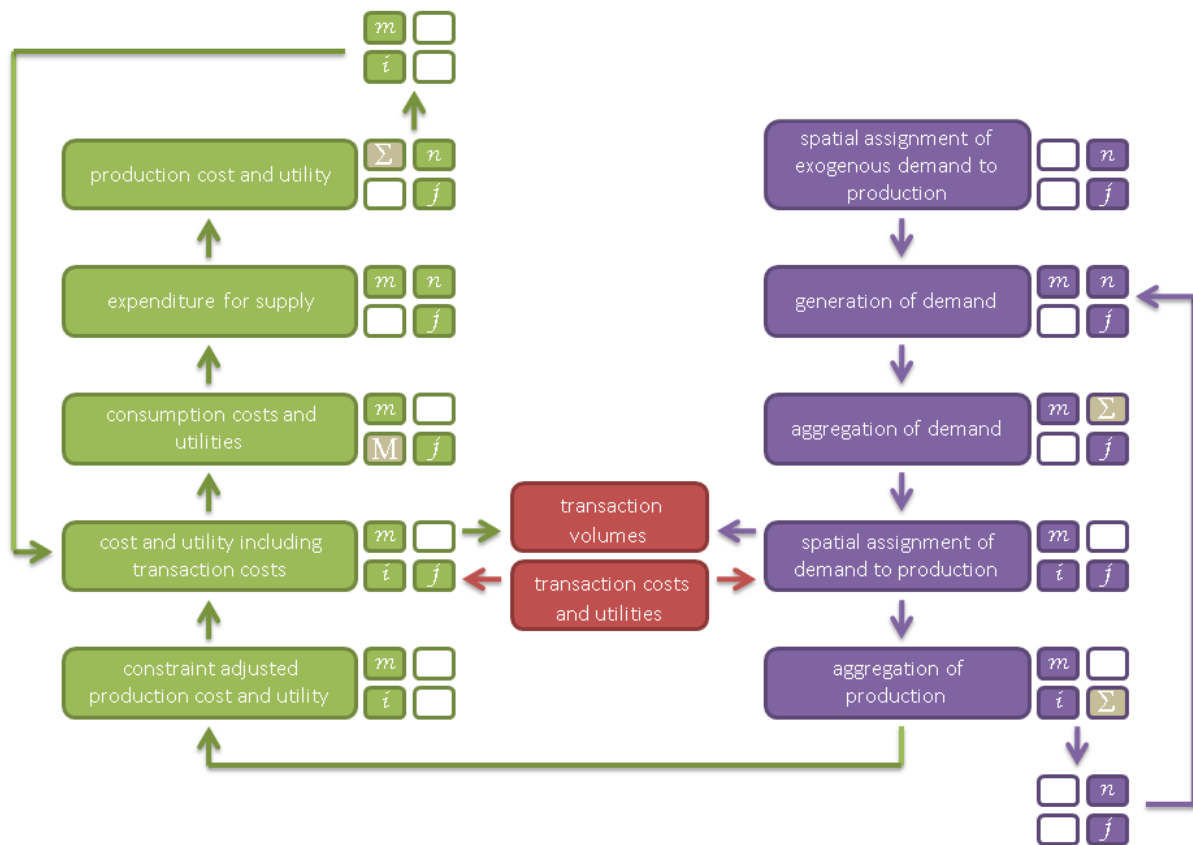 m
i
production cost and utility
Σ n
j
spatial assignment of
exogenous demand to
production
n
j
expenditure for supply
m n
j
generation of demand
m n
j
consumption costs and
utilities
m
M j
aggregation of demand
m Σ
j
transaction
volumes
cost and utility including
transaction costs
m
i j
spatial assignment of
demand to production
m
i j
transaction costs
and utilities
constraint adjusted
production cost and utility
m
i
aggregation of
production
m
i Σ
n
j